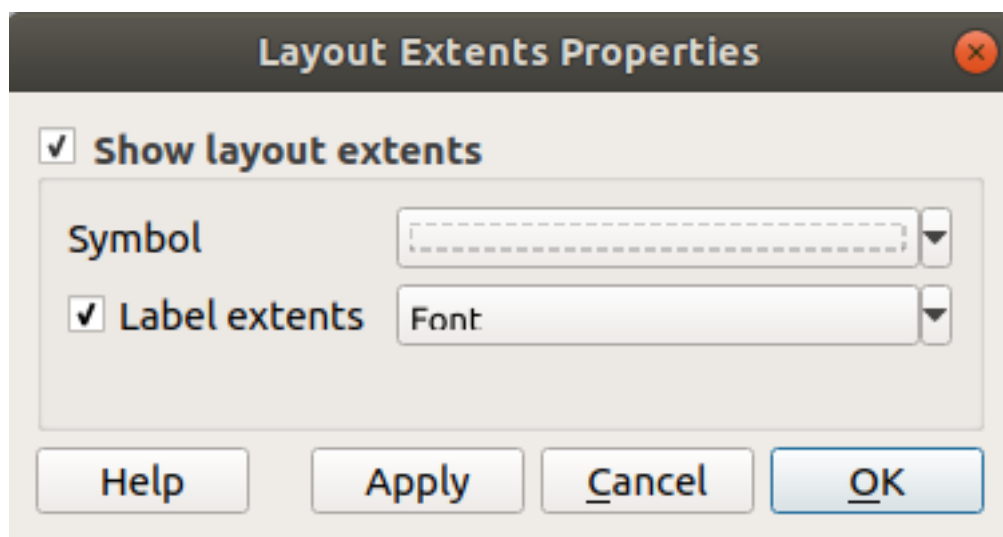 Layout Extents Properties
Show layout extents
Symbol
Label extents Font
Help Apply Cancel OK